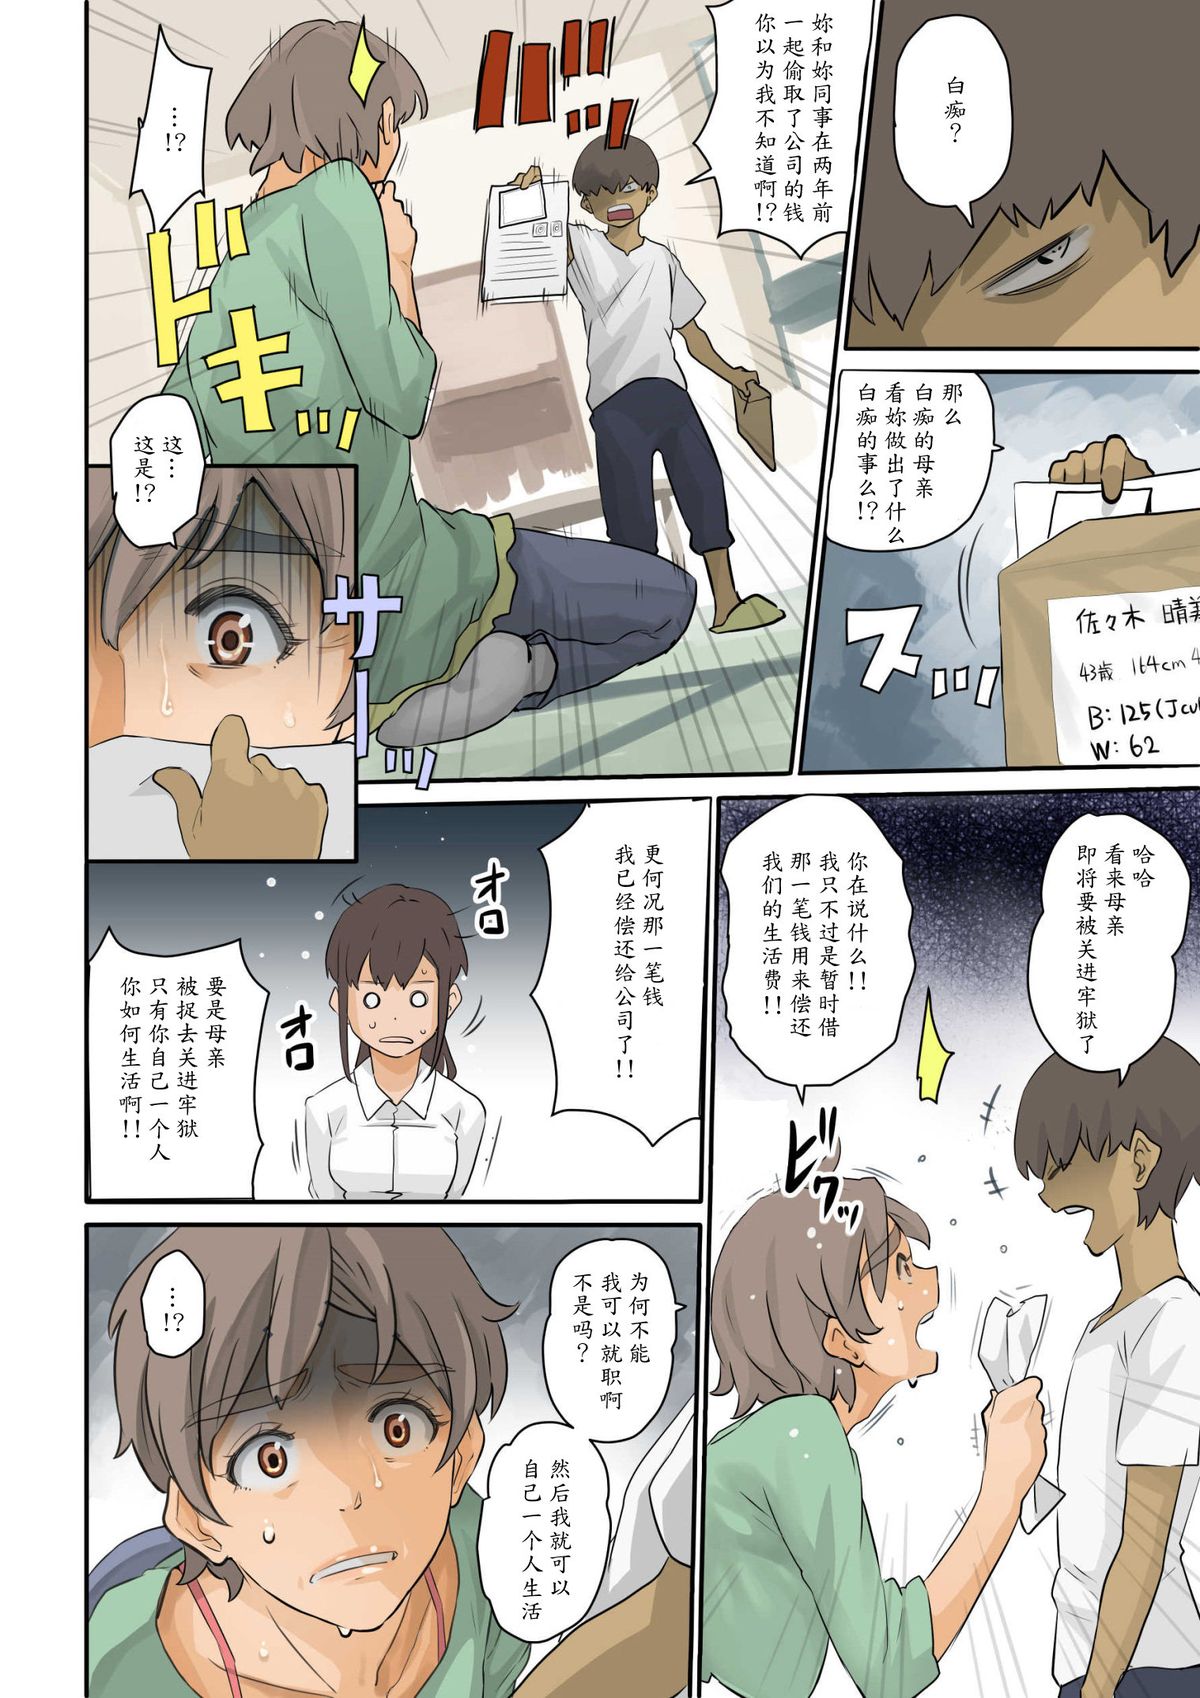 白痴？
那么
白痴的母亲
看妳做出了什么
白痴的事么!?
佐々木 晴美
43歳 164cm 4
B: 125(Jcu
W: 62
スッ…
妳和妳同事在两年前
一起偷取了公司的钱
你以为我不知道啊!?
バババッ
…!?
ドキッ
这…
这是!?
サーーッ
哈哈
看来母亲
即将要被关进牢狱了
你在说什么!!
我只不过是暂时借
那一笔钱用来偿还
我们的生活费!!
ビクッ
更何况那一笔钱
我已经偿还给公司了!!
オロ
オロ
要是母亲
被捉去关进牢狱
只有你自己一个人
你如何生活啊!!
为何不能
我可以就职啊
不是吗？
然后我就可以
自己一个人生活
…!?